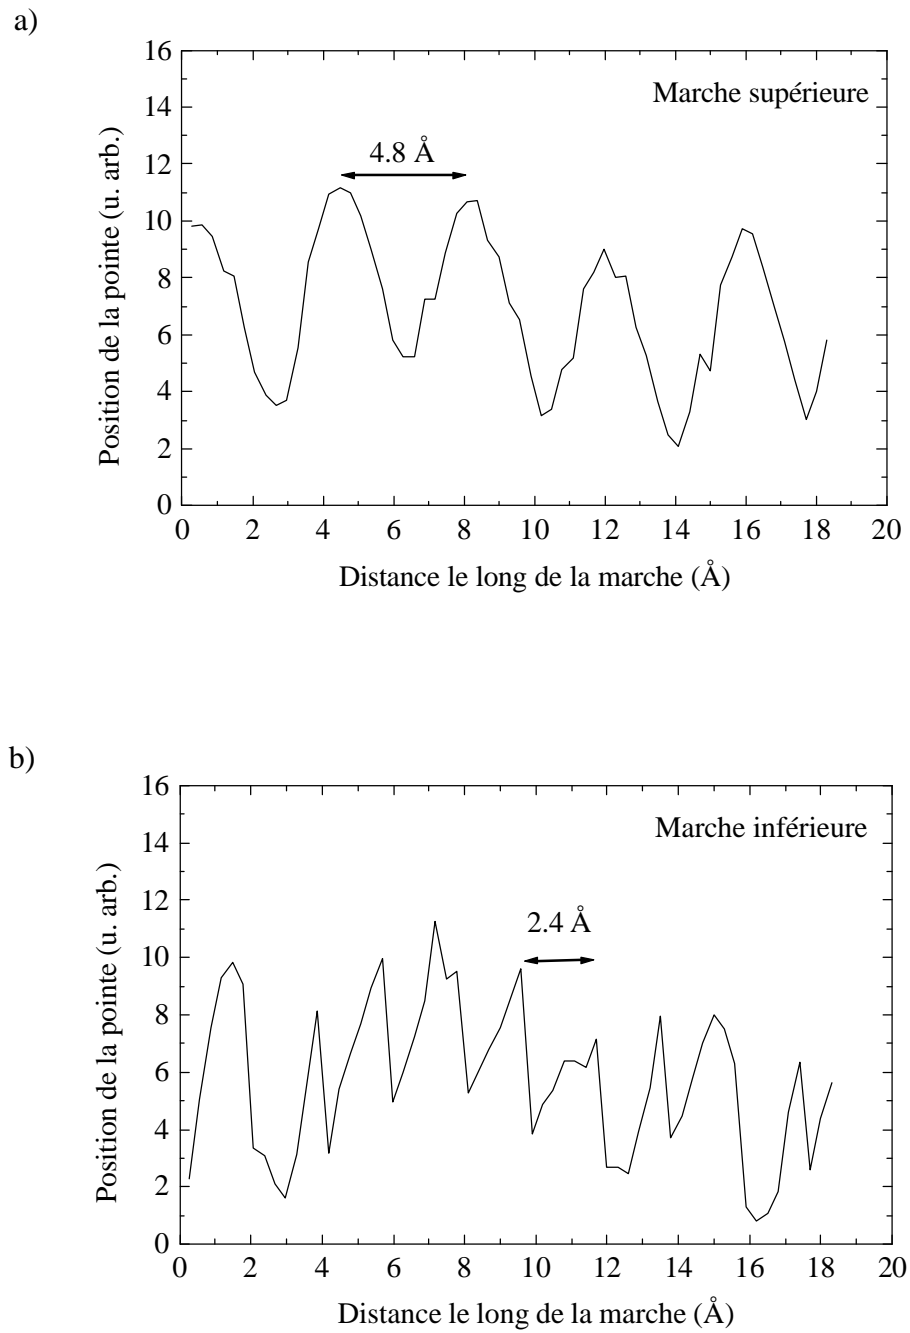 a)
16
Marche supérieure
14
12
4.8 Å
10
8
6
4
2
0
Position de la pointe (u. arb.)
0 2 4 6 8 10 12 14 16 18 20
Distance le long de la marche (Å)
b)
16
Marche inférieure
14
12
2.4 Å
10
8
6
4
2
0
Position de la pointe (u. arb.)
0 2 4 6 8 10 12 14 16 18 20
Distance le long de la marche (Å)